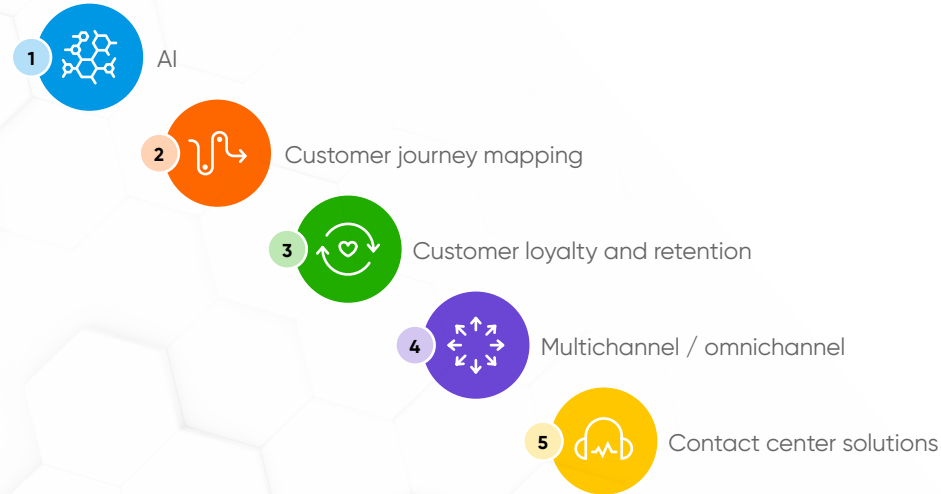 1 AI
2 Customer journey mapping
3 Customer loyalty and retention
4 Multichannel / omnichannel
5 Contact center solutions